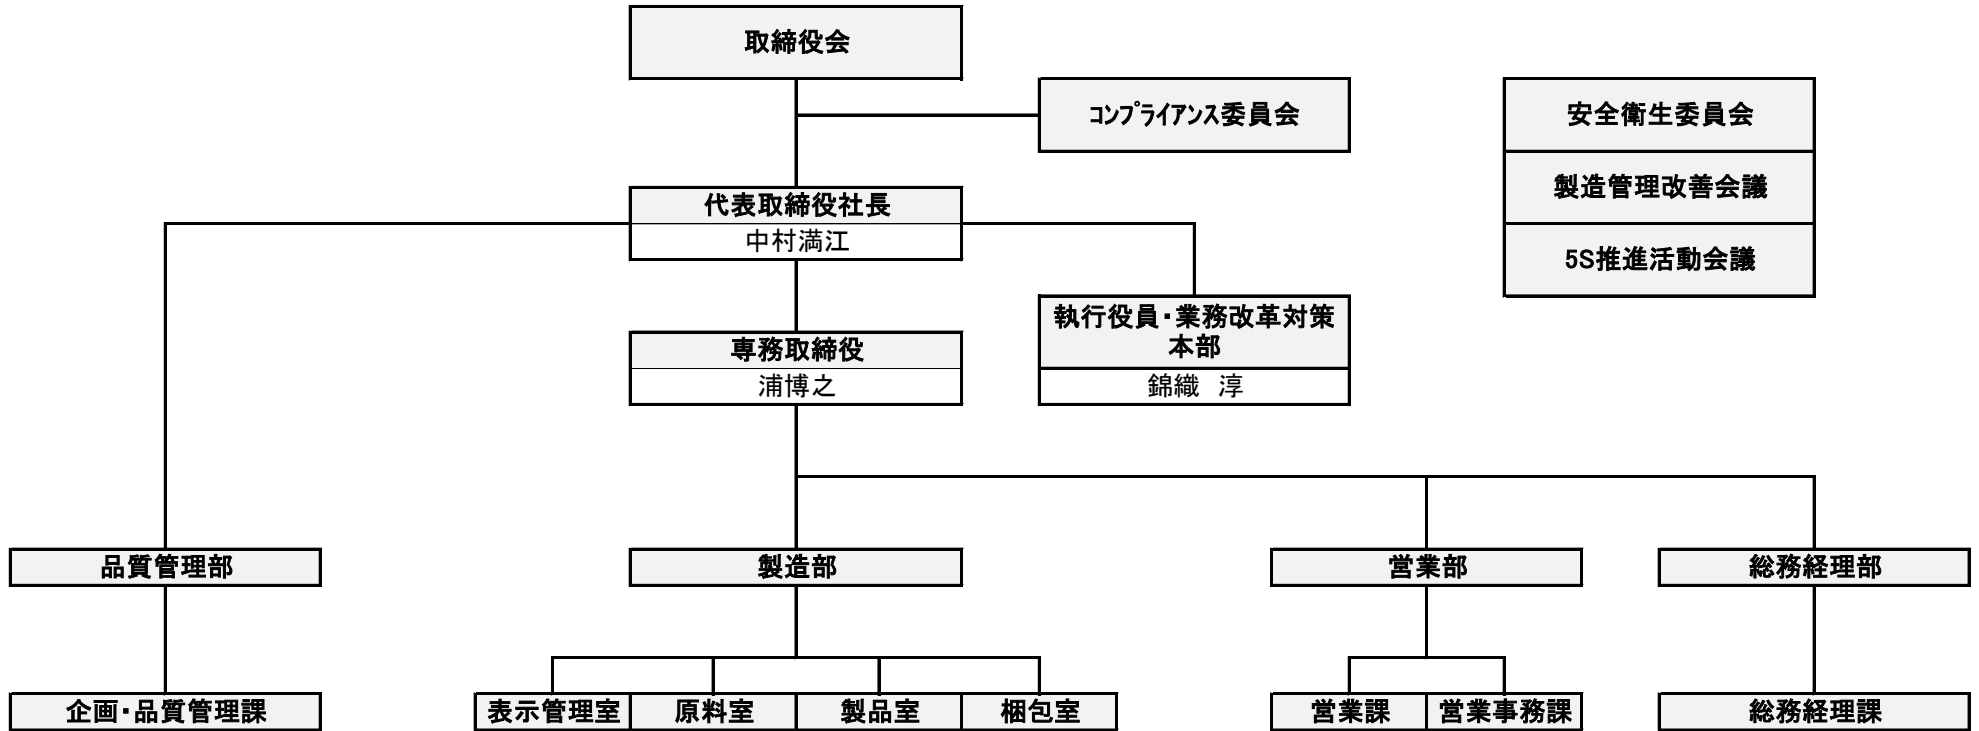 取締役会
コンプライアンス委員会
安全衛生委員会
製造管理改善会議
5S推進活動会議
代表取締役社長
中村満江
専務取締役
浦博之
執行役員・業務改革対策
本部
錦織　淳
品質管理部
製造部
営業部
総務経理部
企画・品質管理課
表示管理室
原料室
製品室
梱包室
営業課
営業事務課
総務経理課